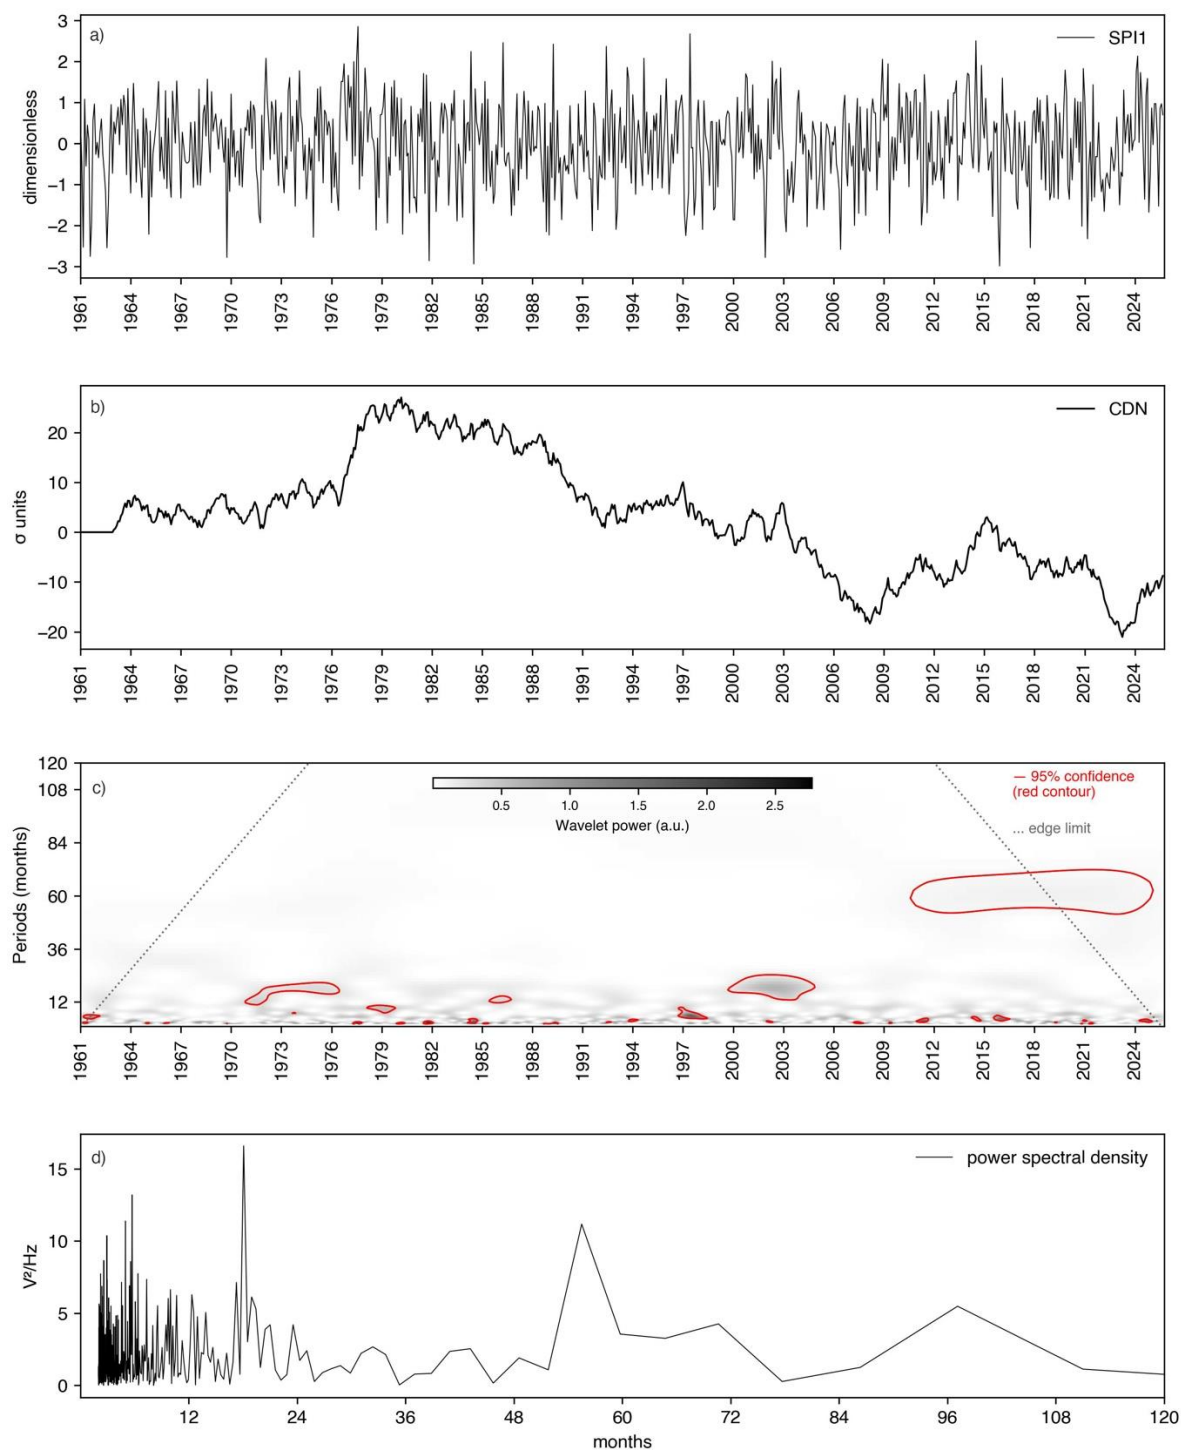 a)
SPI1
dimensionless
3
2
1
0
−1
−2
−3
1961 1964 1967 1970 1973 1976 1979 1982 1985 1988 1991 1994 1997 2000 2003 2006 2009 2012 2015 2018 2021 2024
b)
CDN
σ units
20
10
0
−10
−20
1961 1964 1967 1970 1973 1976 1979 1982 1985 1988 1991 1994 1997 2000 2003 2006 2009 2012 2015 2018 2021 2024
c)
Periods (months)
120
108
84
60
36
12
0.5 1.0 1.5 2.0 2.5
Wavelet power (a.u.)
— 95% confidence
(red contour)
... edge limit
1961 1964 1967 1970 1973 1976 1979 1982 1985 1988 1991 1994 1997 2000 2003 2006 2009 2012 2015 2018 2021 2024
d)
power spectral density
V²/Hz
15
10
5
0
12 24 36 48 60 72 84 96 108 120
months